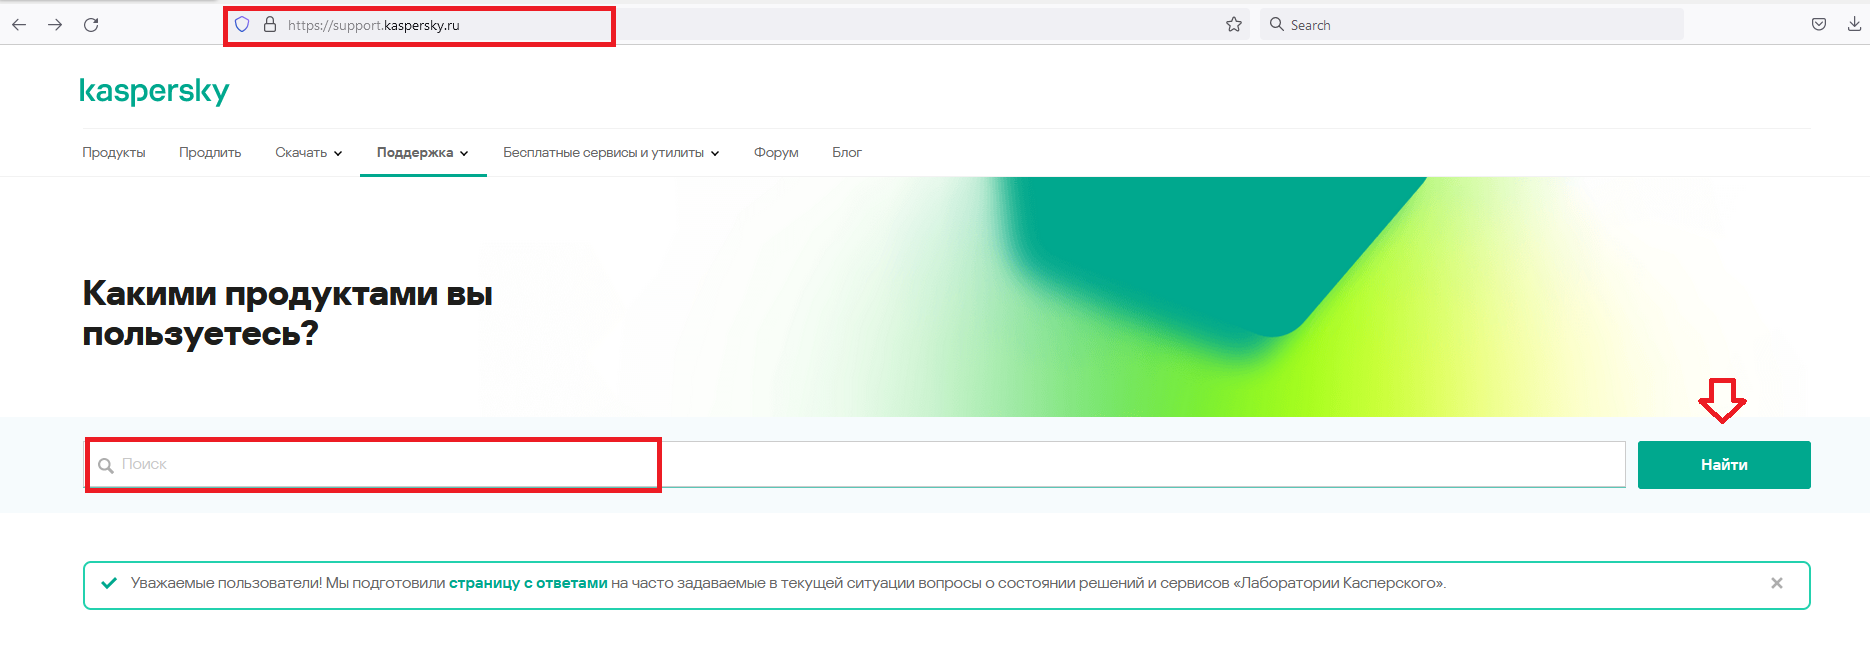 https://support.kaspersky.ru
Search
kaspersky
Продукты Продлить Скачать Поддержка Бесплатные сервисы и утилиты Форум Блог
Какими продуктами вы
пользуетесь?
Поиск
Найти
Уважаемые пользователи! Мы подготовили страницу с ответами на часто задаваемые в текущей ситуации вопросы о состоянии решений и сервисов «Лаборатории Касперского».